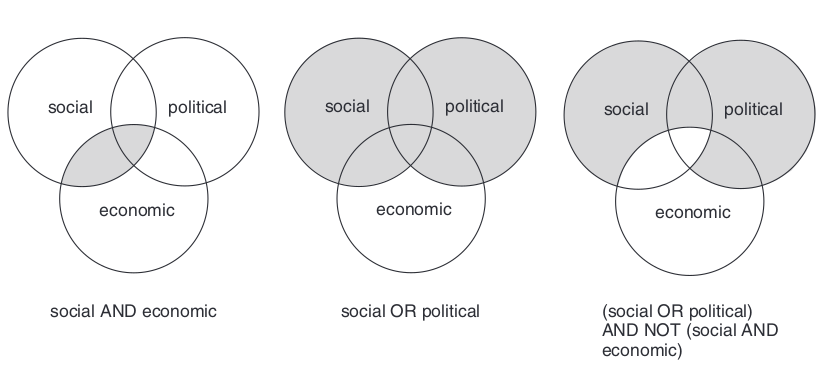 social
political
economic
social AND economic
social
political
economic
social OR political
social
political
economic
(social OR political)
AND NOT (social AND
economic)